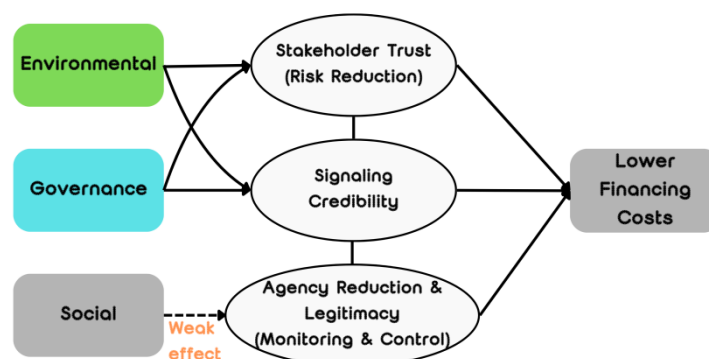 Environmental
Stakeholder Trust
(Risk Reduction)
Governance
Signaling
Credibility
Lower
Financing
Costs
Social
Weak
effect
Agency Reduction &
Legitimacy
(Monitoring & Control)